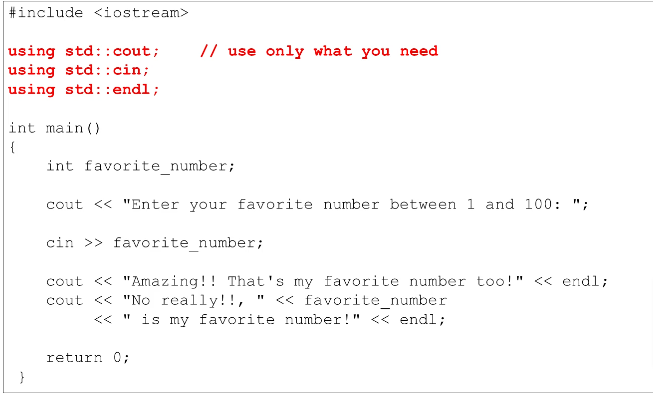 #include <iostream>
using std::cout;    // use only what you need
using std::cin;
using std::endl;
int main()
{
    int favorite_number;
    cout << "Enter your favorite number between 1 and 100: ";
    cin >> favorite_number;
    cout << "Amazing!! That's my favorite number too!" << endl;
    cout << "No really!!, " << favorite_number
         << " is my favorite number!" << endl;
    return 0;
}